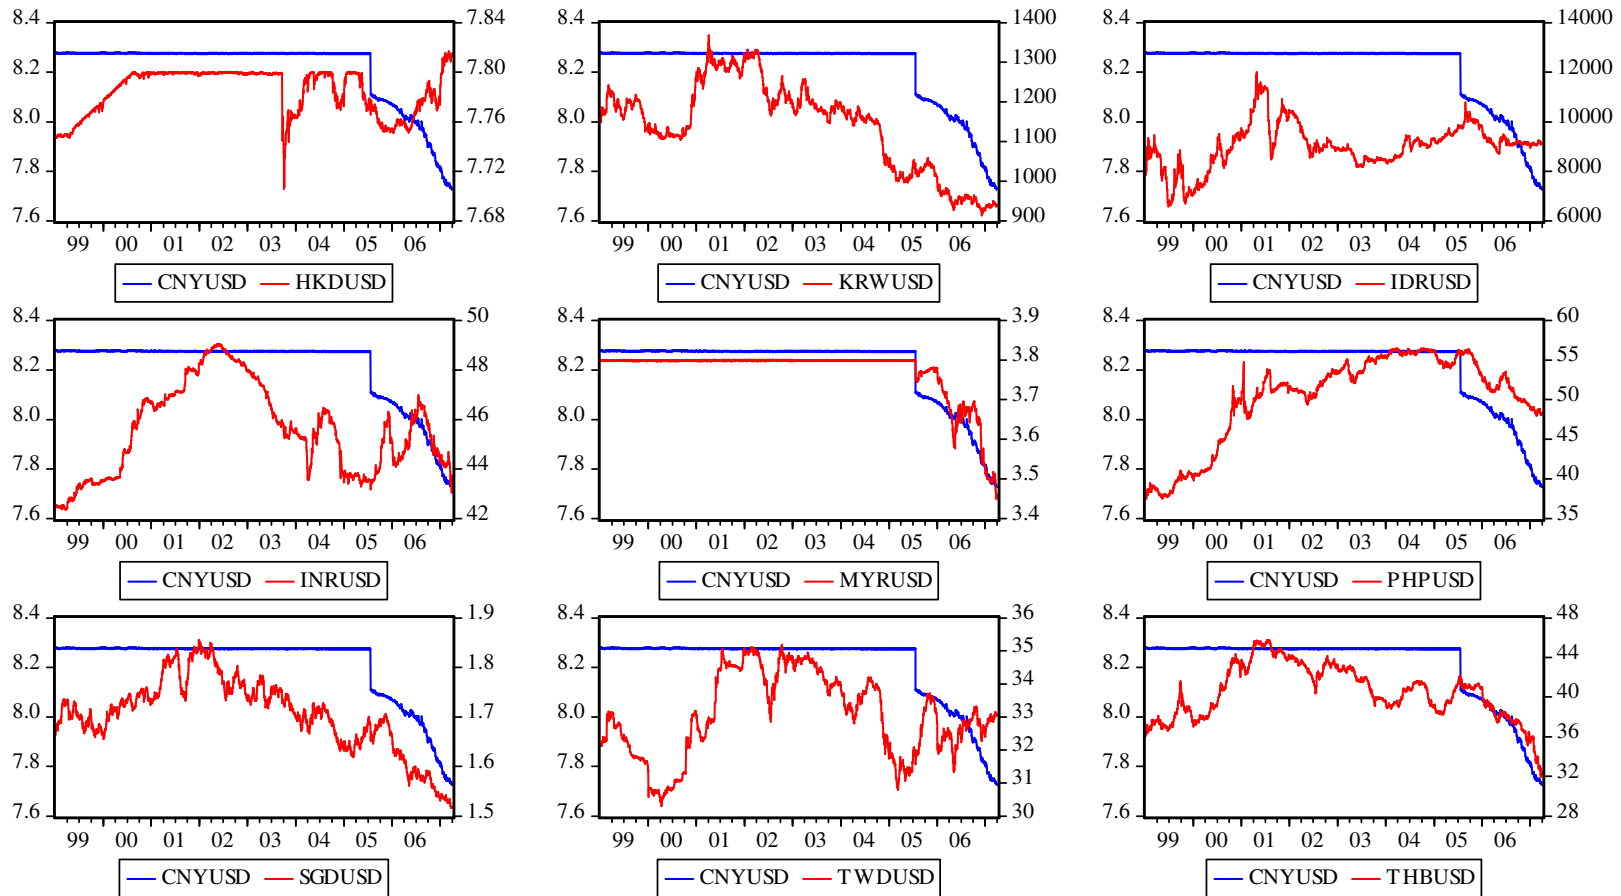 8.4 7.84 8.4 1400 8.4 14000
8.2 7.80 8.2 1300 8.2 12000
1200
8.0 7.76 8.0 1100 8.0 10000
7.8 7.72 7.8 1000 7.8 8000
7.6 7.68 7.6 900 7.6 6000
99 00 01 02 03 04 05 06 99 00 01 02 03 04 05 06 99 00 01 02 03 04 05 06
CNYUSD HKDUSD CNYUSD KRWUSD CNYUSD IDRUSD
8.4 50 8.4 3.9 8.4 60
8.2 48 8.2 3.8 8.2 55
3.7 50
8.0 46 8.0 8.0
3.6 45
7.8 44 7.8 3.5 7.8 40
7.6 42 7.6 3.4 7.6 35
99 00 01 02 03 04 05 06 99 00 01 02 03 04 05 06 99 00 01 02 03 04 05 06
CNYUSD INRUSD CNYUSD MYRUSD CNYUSD PHPUSD
8.4 1.9 8.4 36 8.4 48
35
8.2 1.8 8.2 34 8.2 44
40
8.0 1.7 8.0 33 8.0
32 36
7.8 1.6 7.8 31 7.8 32
7.6 1.5 7.6 30 7.6 28
99 00 01 02 03 04 05 06 99 00 01 02 03 04 05 06 99 00 01 02 03 04 05 06
CNYUSD SGDUSD CNYUSD TWDUSD CNYUSD THBUSD